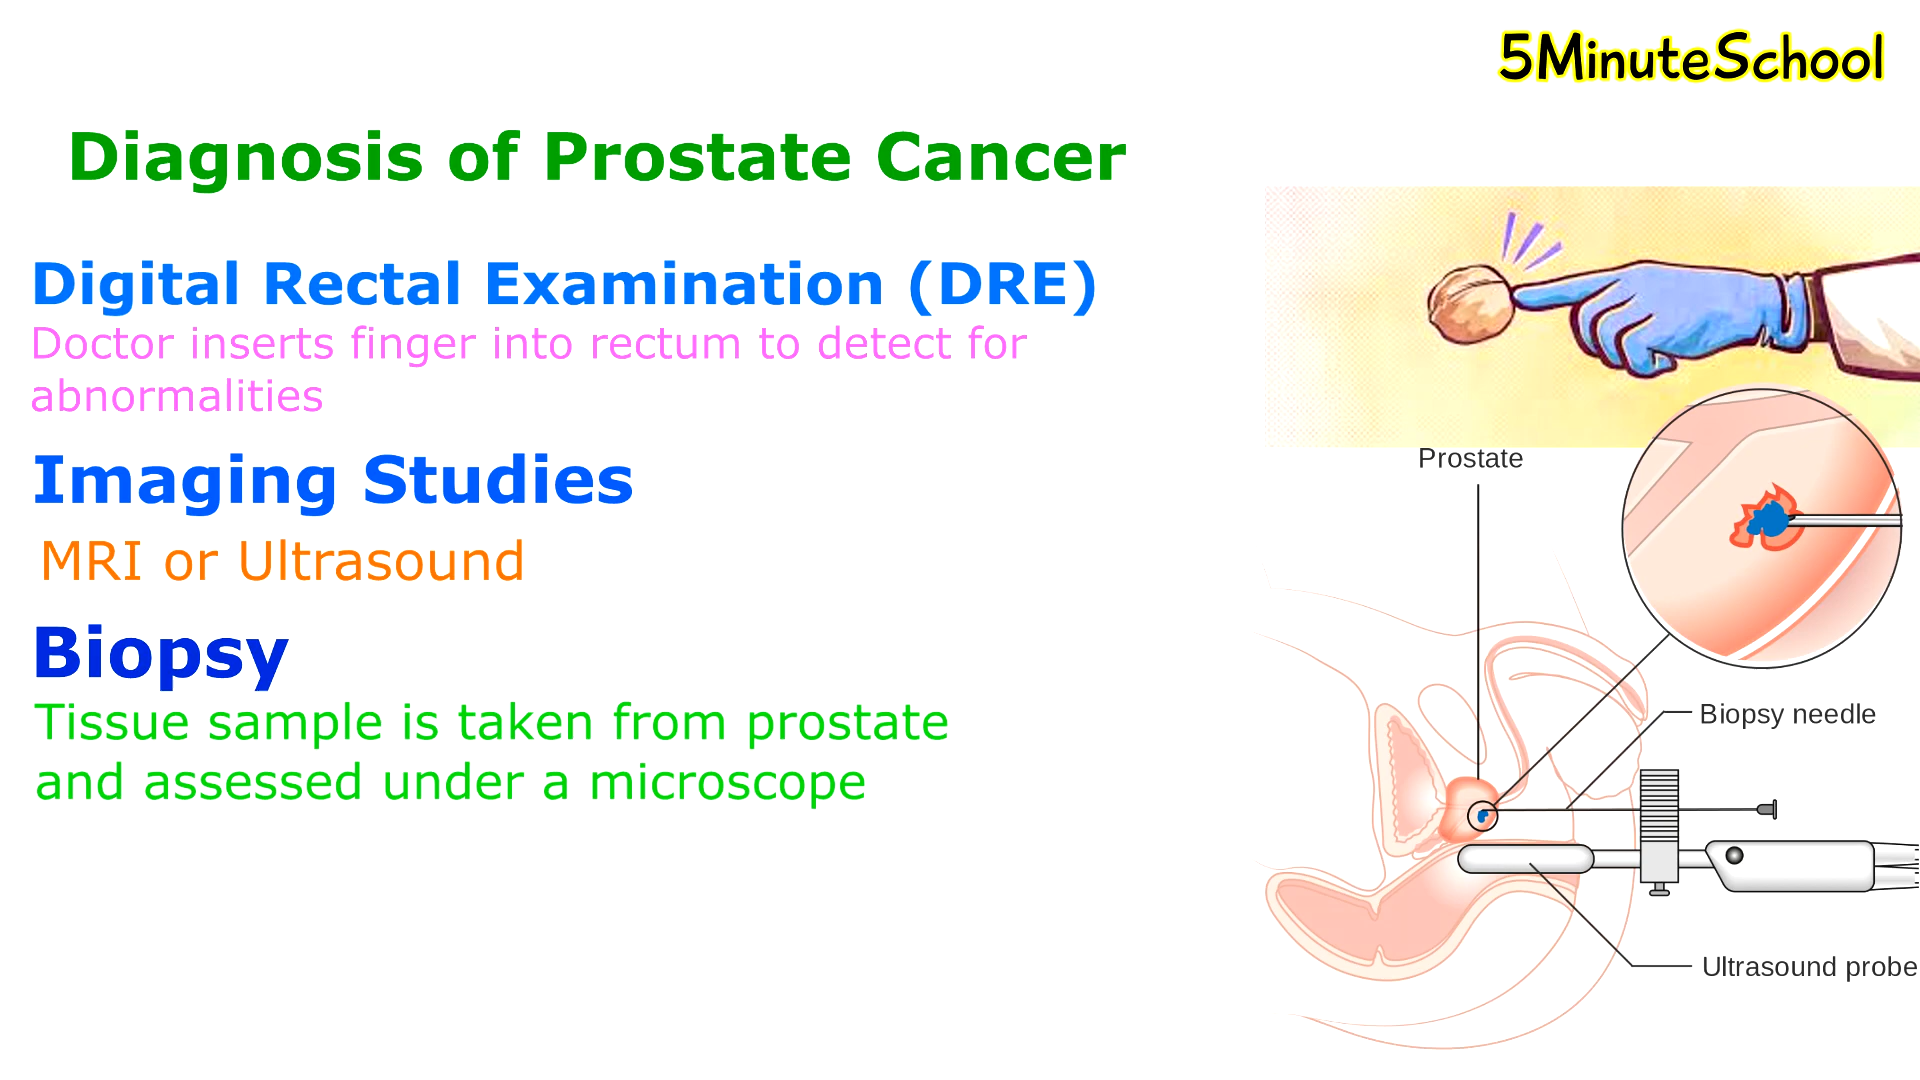 5MinuteSchool
Diagnosis of Prostate Cancer
Digital Rectal Examination (DRE)
Doctor inserts finger into rectum to detect for
abnormalities
Imaging Studies
MRI or Ultrasound
Biopsy
Tissue sample is taken from prostate
and assessed under a microscope
Prostate
Biopsy needle
Ultrasound probe